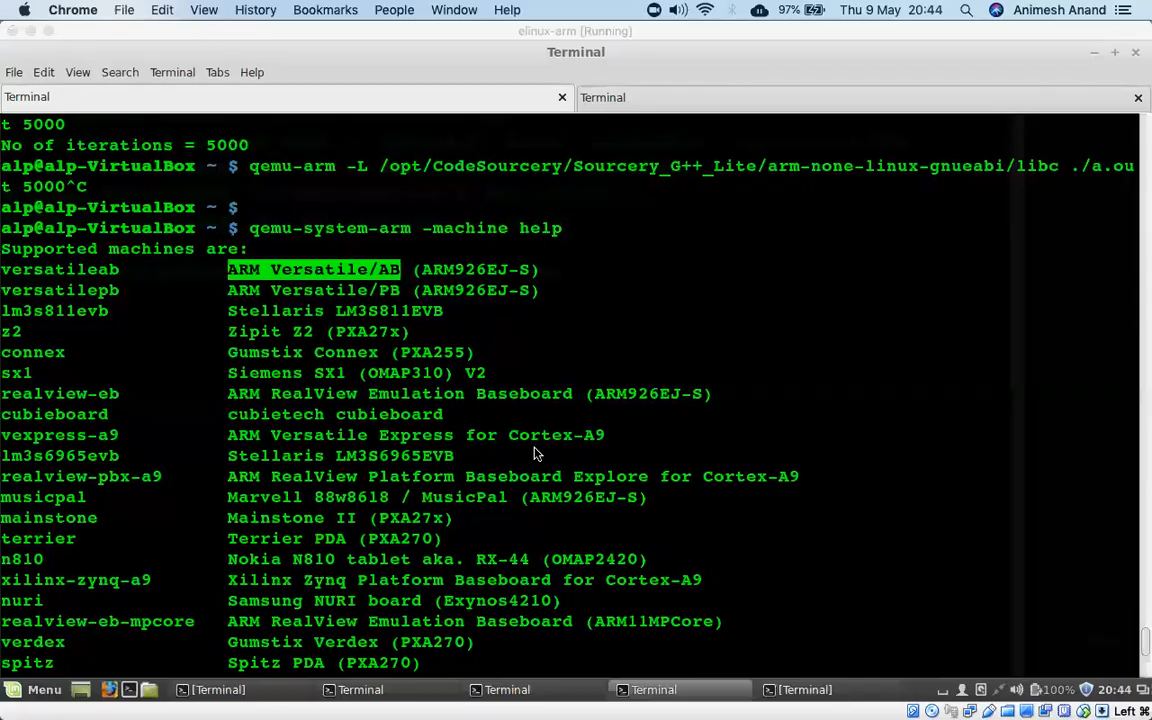 Chrome File Edit View History Bookmarks People Window Help 97% Thu 9 May 20:44 Animesh Anand
elinux-arm [Running]
Terminal
File Edit View Search Terminal Tabs Help
Terminal Terminal
t 5000
No of iterations = 5000
alp@alp-VirtualBox ~ $ qemu-arm -L /opt/CodeSourcery/Sourcery_G++_Lite/arm-none-linux-gnueabi/libc ./a.ou
t 5000^C
alp@alp-VirtualBox ~ $
alp@alp-VirtualBox ~ $ qemu-system-arm -machine help
Supported machines are:
versatileab ARM Versatile/AB (ARM926EJ-S)
versatilepb ARM Versatile/PB (ARM926EJ-S)
lm3s811evb Stellaris LM3S811EVB
z2 Zipit Z2 (PXA27x)
connex Gumstix Connex (PXA255)
sx1 Siemens SX1 (OMAP310) V2
realview-eb ARM RealView Emulation Baseboard (ARM926EJ-S)
cubieboard cubietech cubieboard
vexpress-a9 ARM Versatile Express for Cortex-A9
lm3s6965evb Stellaris LM3S6965EVB
realview-pbx-a9 ARM RealView Platform Baseboard Explore for Cortex-A9
musicpal Marvell 88w8618 / MusicPal (ARM926EJ-S)
mainstone Mainstone II (PXA27x)
terrier Terrier PDA (PXA270)
n810 Nokia N810 tablet aka. RX-44 (OMAP2420)
xilinx-zynq-a9 Xilinx Zynq Platform Baseboard for Cortex-A9
nuri Samsung NURI board (Exynos4210)
realview-eb-mpcore ARM RealView Emulation Baseboard (ARM11MPCore)
verdex Gumstix Verdex (PXA270)
spitz Spitz PDA (PXA270)
Menu [Terminal] Terminal Terminal Terminal [Terminal] 100% 20:44
Left ⌘